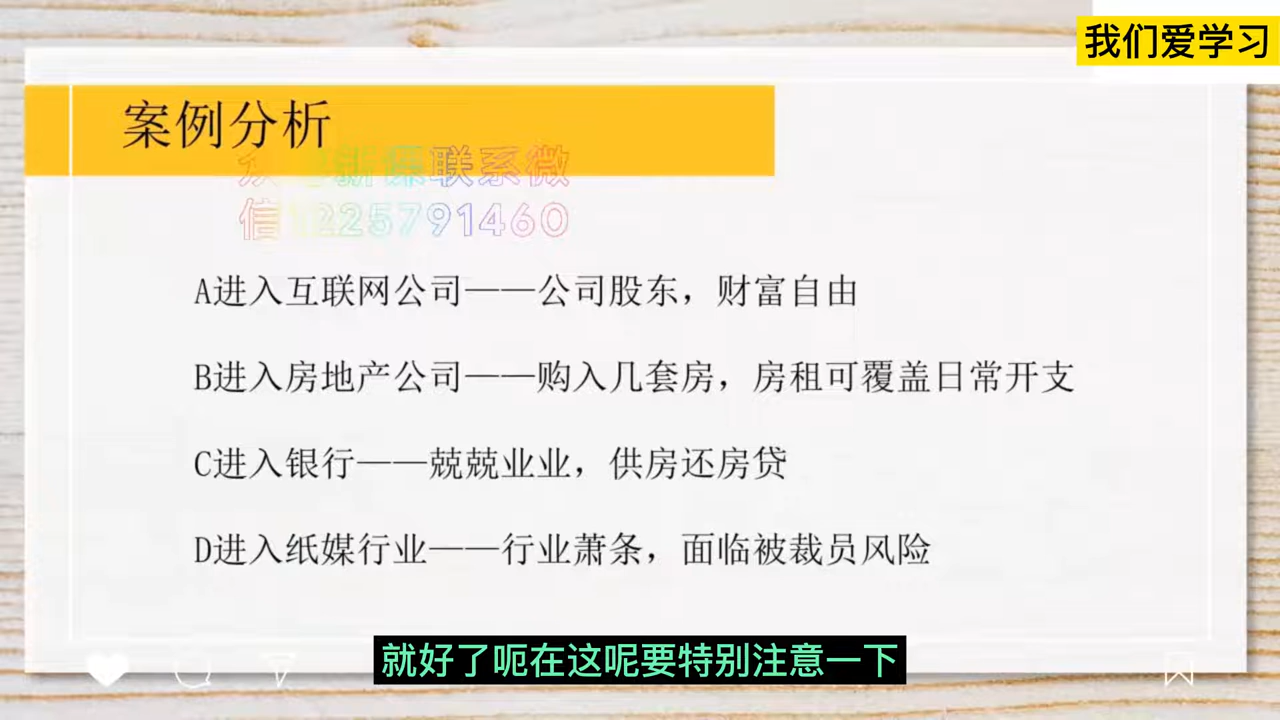 我们爱学习
案例分析
新课联系微
信1225791460
A进入互联网公司——公司股东，财富自由
B进入房地产公司——购入几套房，房租可覆盖日常开支
C进入银行——兢兢业业，供房还房贷
D进入纸媒行业——行业萧条，面临被裁员风险
就好了呃在这呢要特别注意一下